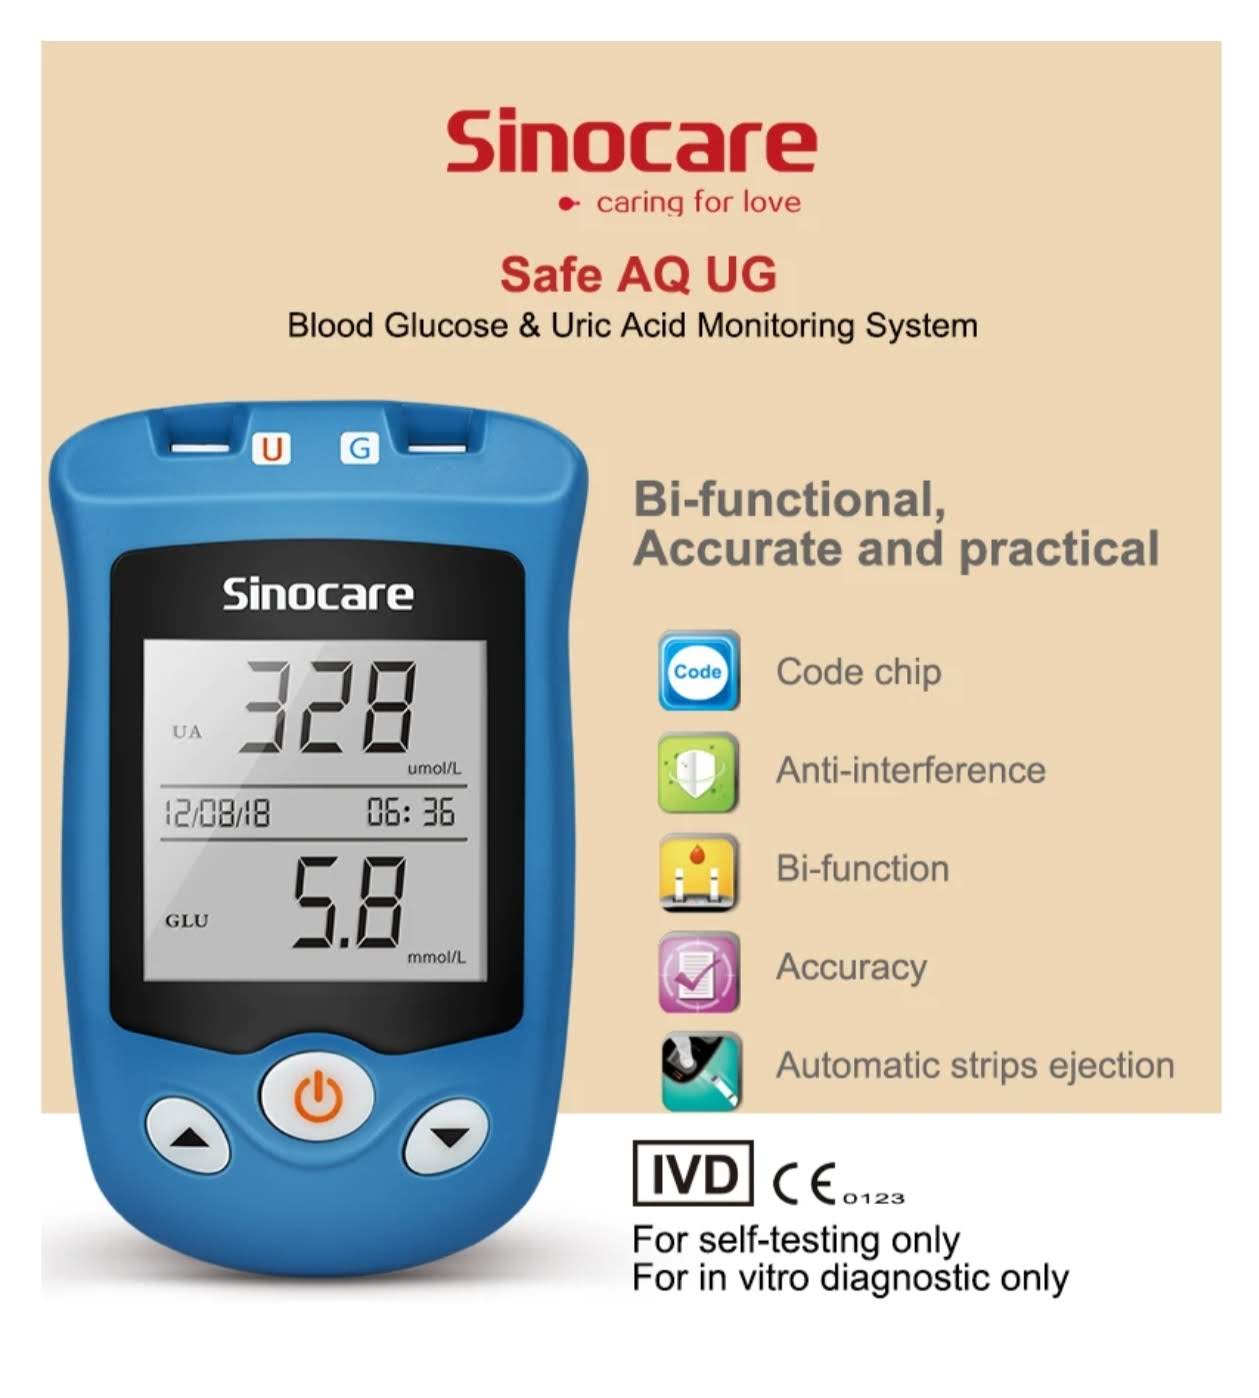 Sinocare
caring for love
Safe AQ UG
Blood Glucose & Uric Acid Monitoring System
U G
Sinocare
UA 328 umol/L
12/08/18 06: 36
GLU 5.8 mmol/L
Bi-functional,
Accurate and practical
Code Code chip
Anti-interference
Bi-function
Accuracy
Automatic strips ejection
IVD CE 0123
For self-testing only
For in vitro diagnostic only